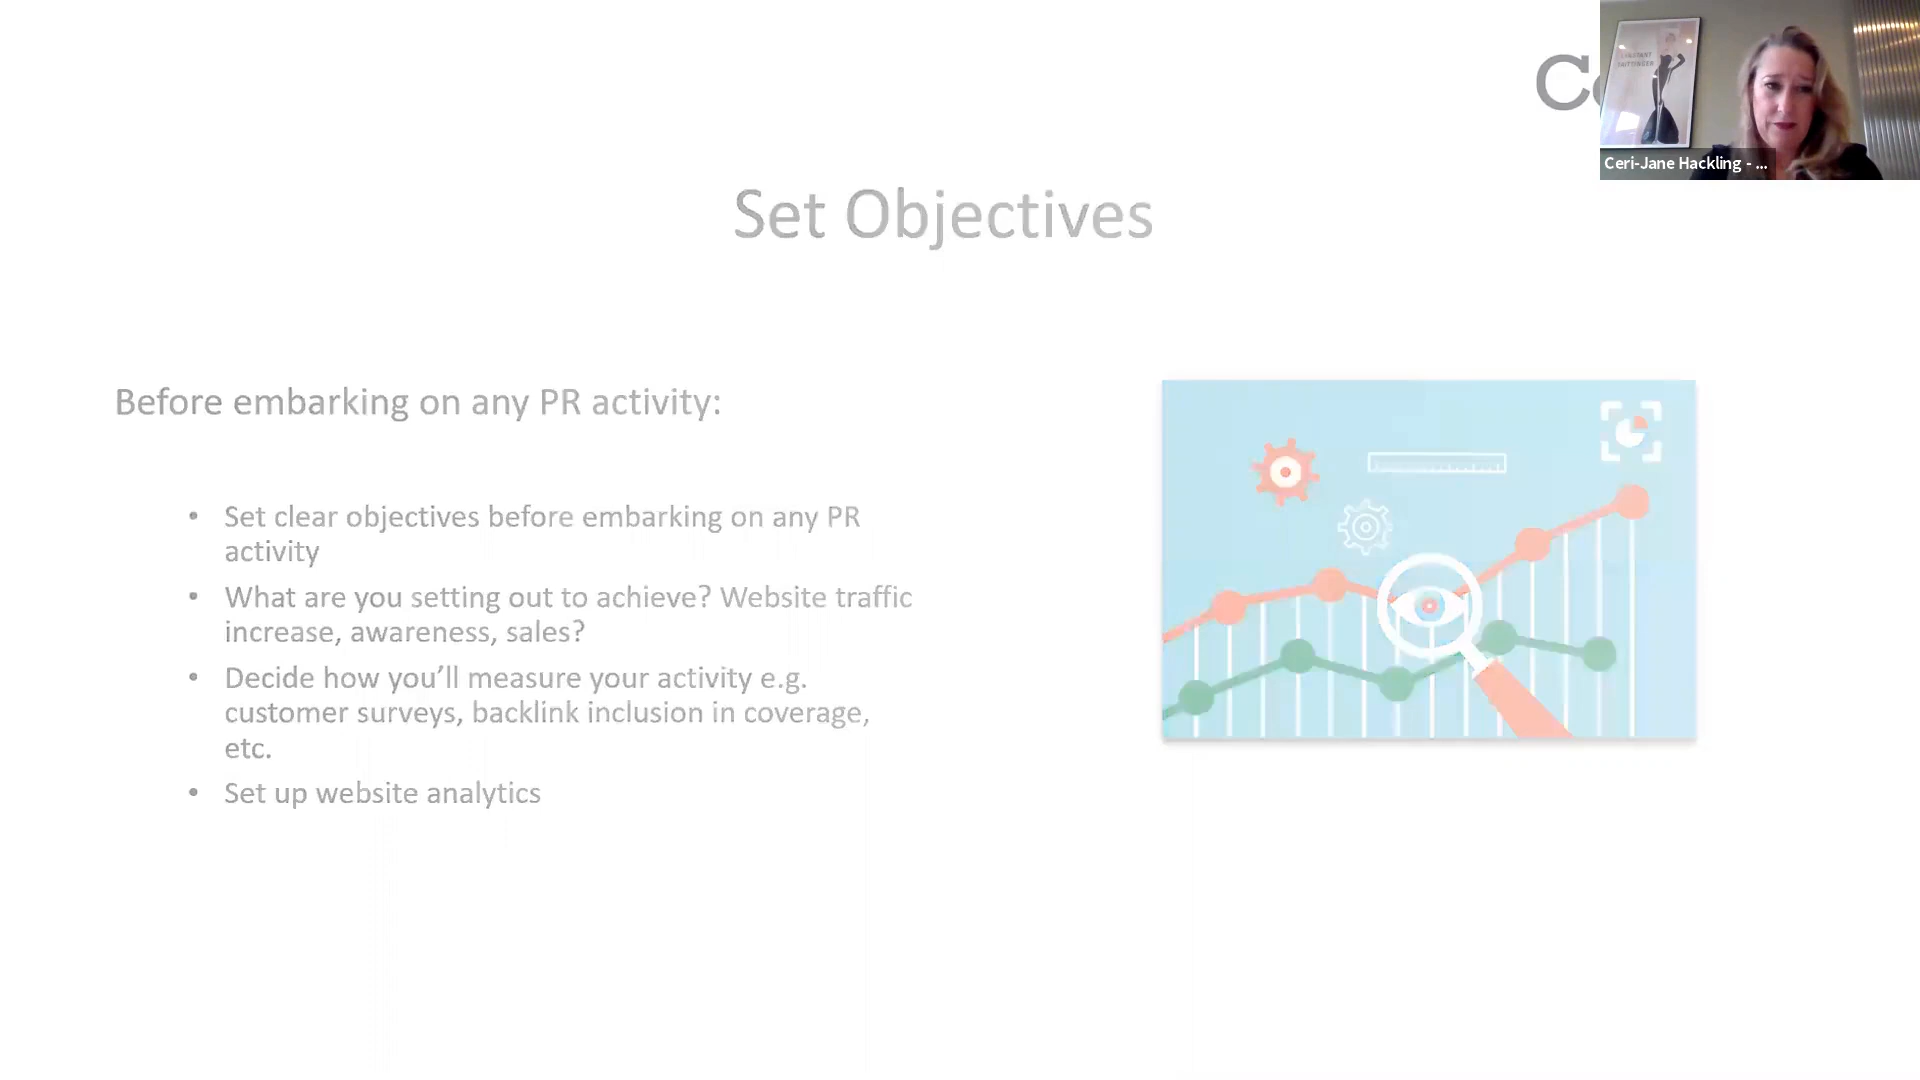 Set Objectives
Before embarking on any PR activity:
• Set clear objectives before embarking on any PR
activity
• What are you setting out to achieve? Website traffic
increase, awareness, sales?
• Decide how you’ll measure your activity e.g.
customer surveys, backlink inclusion in coverage,
etc.
• Set up website analytics
Ceri-Jane Hackling - ...